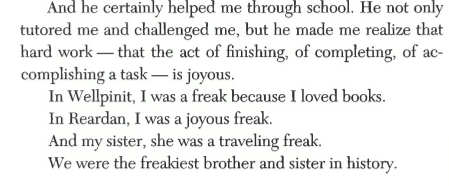 And he certainly helped me through school. He not only
tutored me and challenged me, but he made me realize that
hard work — that the act of finishing, of completing, of ac-
complishing a task — is joyous.
In Wellpinit, I was a freak because I loved books.
In Reardan, I was a joyous freak.
And my sister, she was a traveling freak.
We were the freakiest brother and sister in history.